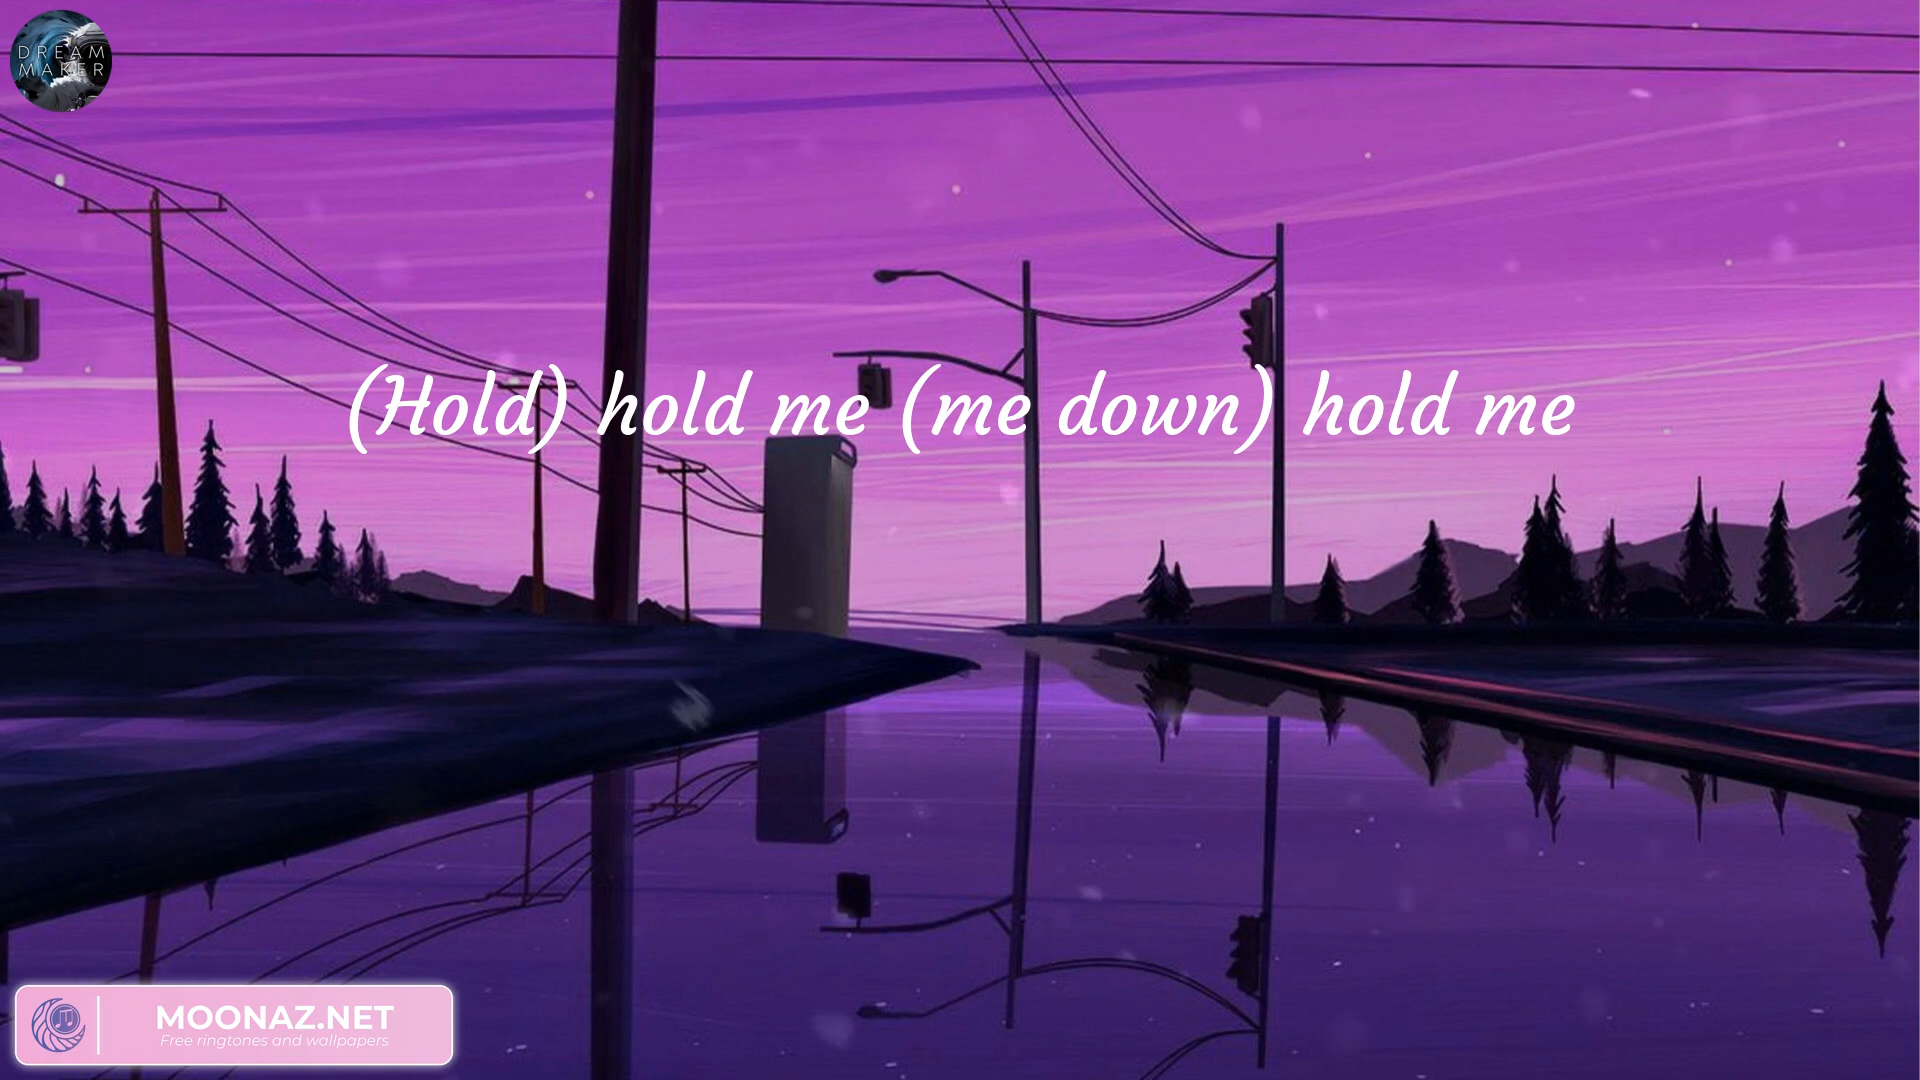 DREAM
MAKER
(Hold) hold me (me down) hold me
MOONAZ.NET
Free ringtones and wallpapers